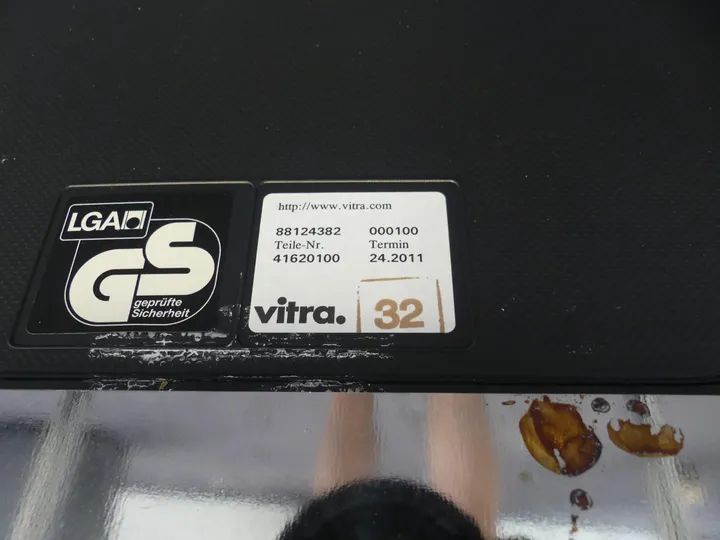 LGA
GS
geprüfte
Sicherheit
http://www.vitra.com
88124382 000100
Teile-Nr. Termin
41620100 24.2011
vitra. 32